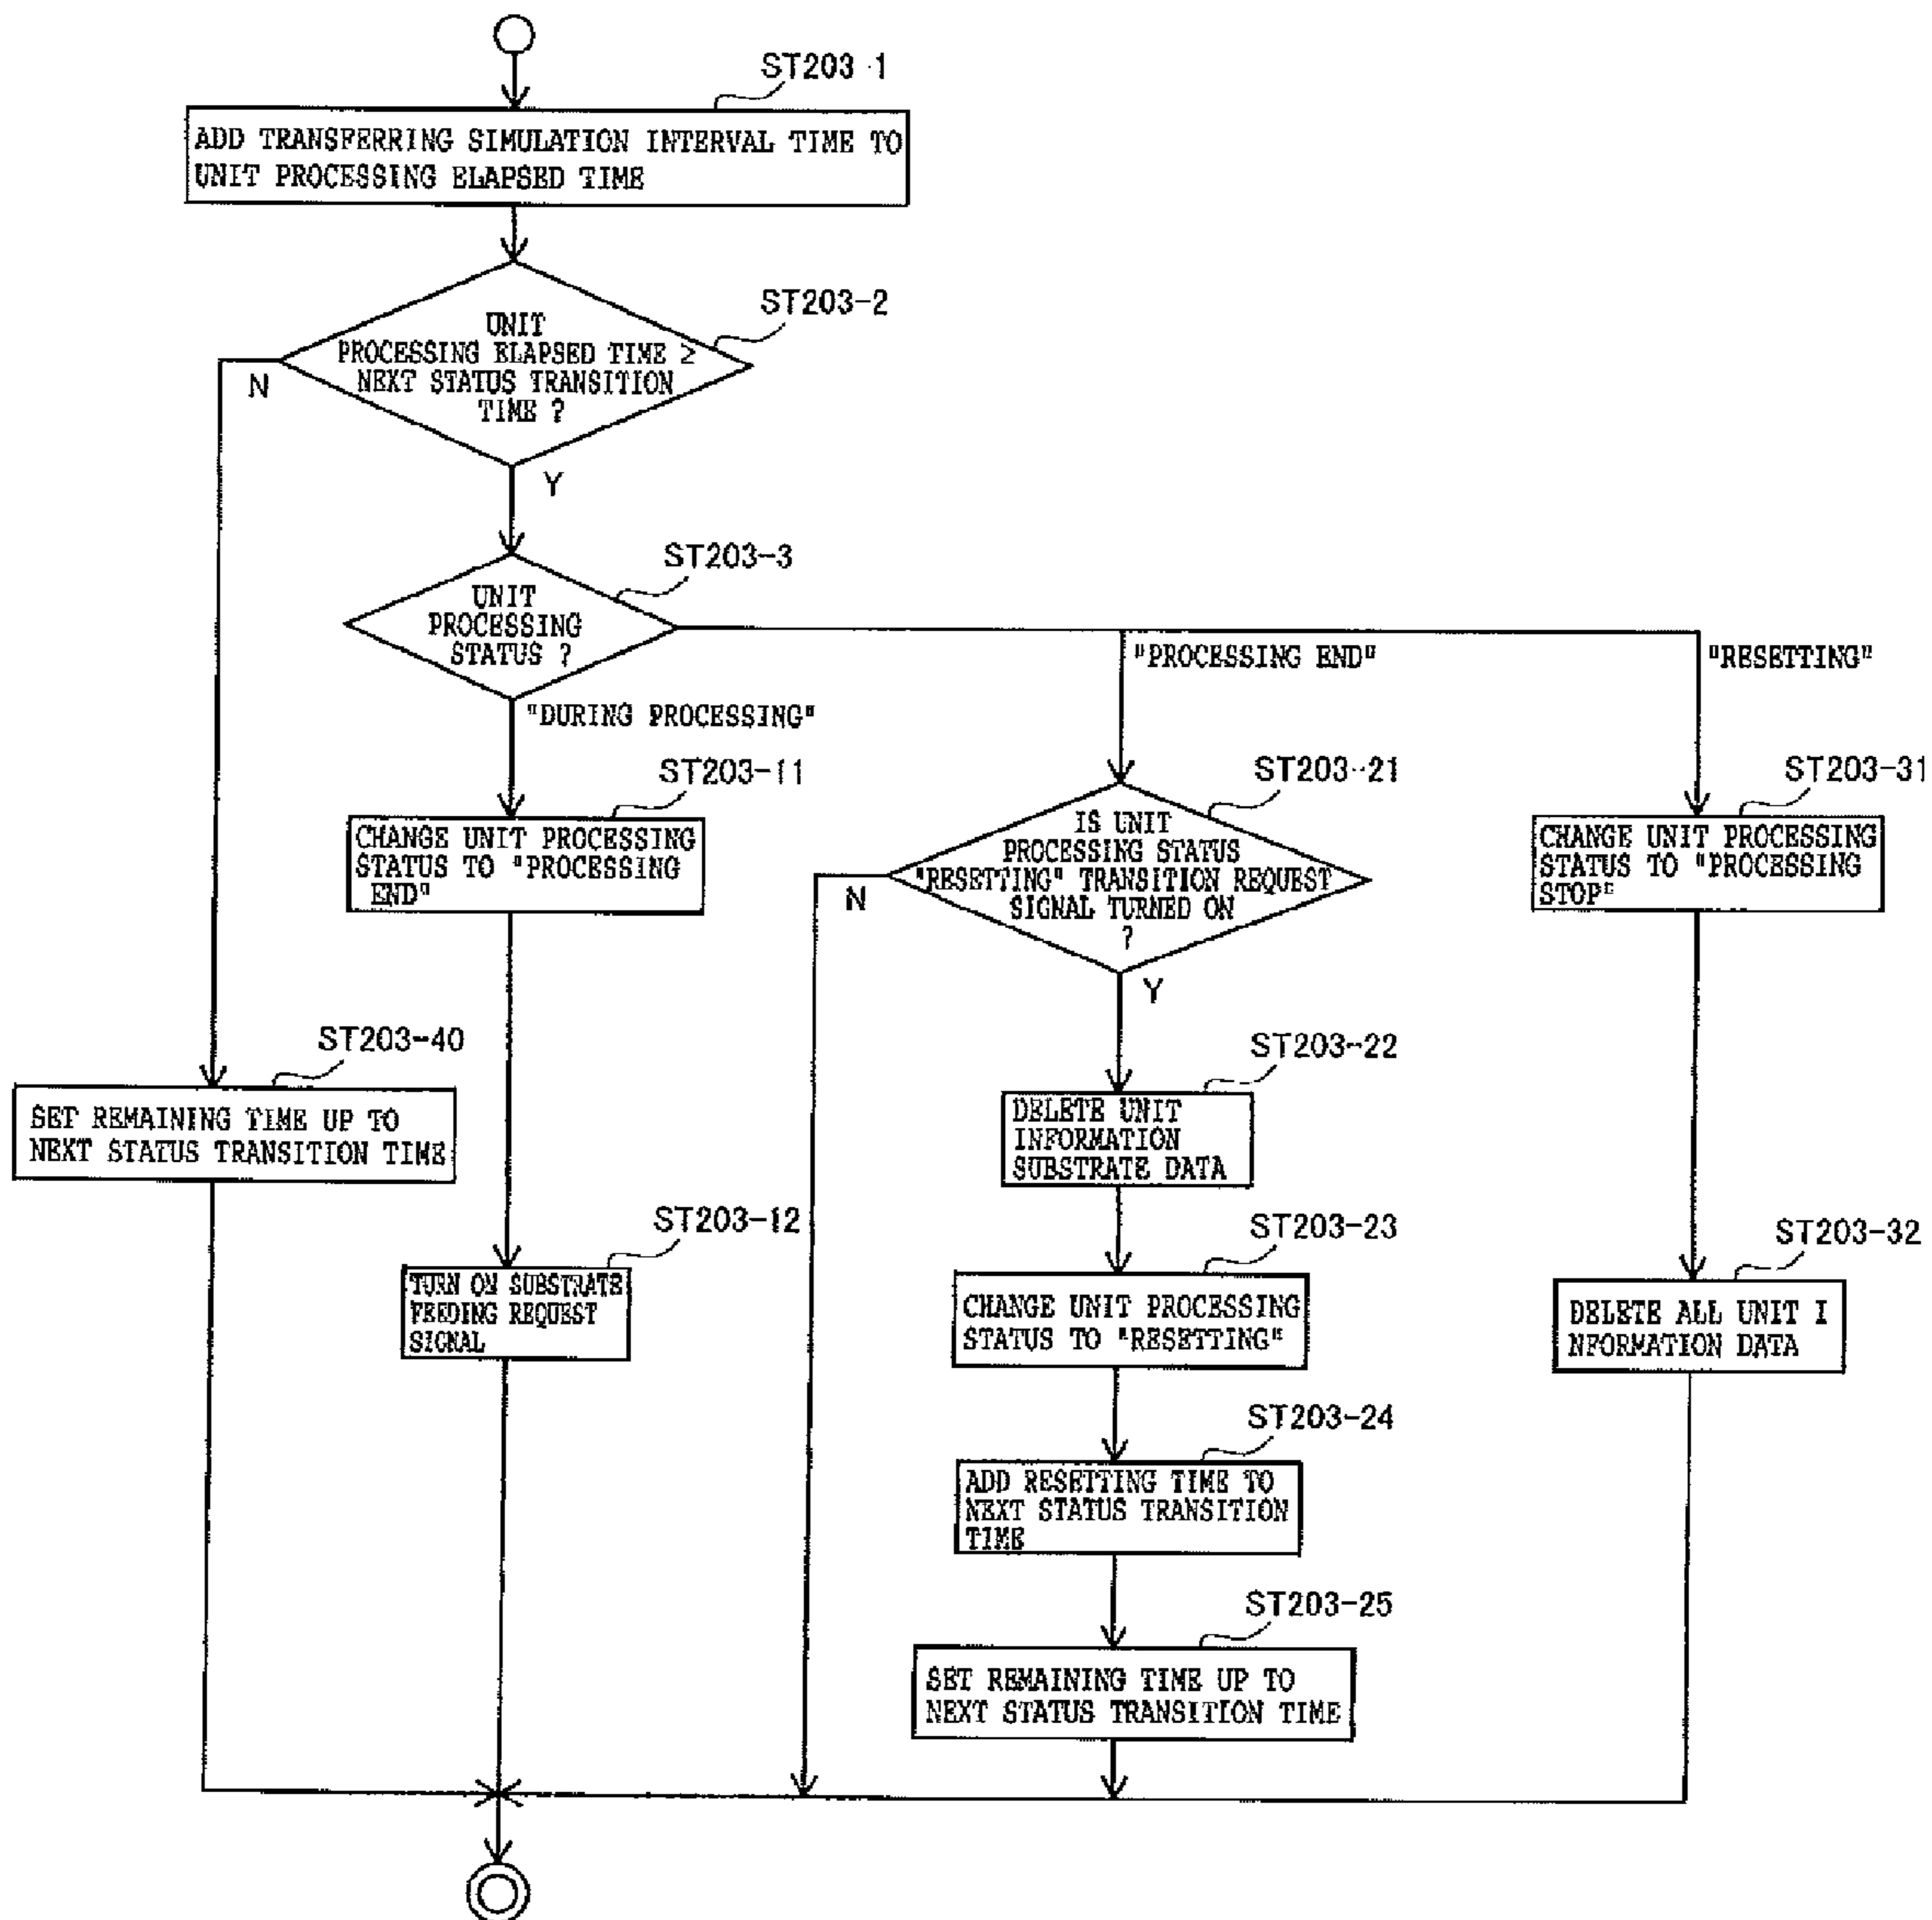 ST203-1
ADD TRANSFERRING SIMULATION INTERVAL TIME TO
UNIT PROCESSING ELAPSED TIME
ST203-2
UNIT
PROCESSING ELAPSED TIME ≥
NEXT STATUS TRANSITION
TIME ?
N
Y
ST203-3
UNIT
PROCESSING
STATUS ?
"PROCESSING END"
"RESETTING"
"DURING PROCESSING"
ST203-11
CHANGE UNIT PROCESSING
STATUS TO "PROCESSING
END"
ST203-21
IS UNIT
PROCESSING STATUS
"RESETTING" TRANSITION REQUEST
SIGNAL TURNED ON
?
N
Y
ST203-31
CHANGE UNIT PROCESSING
STATUS TO "PROCESSING
STOP"
ST203-40
SET REMAINING TIME UP TO
NEXT STATUS TRANSITION TIME
ST203-22
DELETE UNIT
INFORMATION
SUBSTRATE DATA
ST203-12
TURN ON SUBSTRATE
FEEDING REQUEST
SIGNAL
ST203-23
CHANGE UNIT PROCESSING
STATUS TO "RESETTING"
ST203-32
DELETE ALL UNIT I
NFORMATION DATA
ST203-24
ADD RESETTING TIME TO
NEXT STATUS TRANSITION
TIME
ST203-25
SET REMAINING TIME UP TO
NEXT STATUS TRANSITION TIME